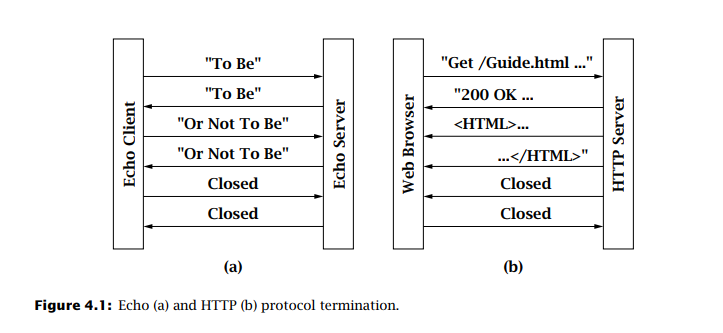 Echo Client
"To Be"
"To Be"
"Or Not To Be"
"Or Not To Be"
Closed
Closed
Echo Server
(a)
Web Browser
"Get /Guide.html ..."
"200 OK ...
<HTML>...
...</HTML>"
Closed
Closed
HTTP Server
(b)
Figure 4.1: Echo (a) and HTTP (b) protocol termination.